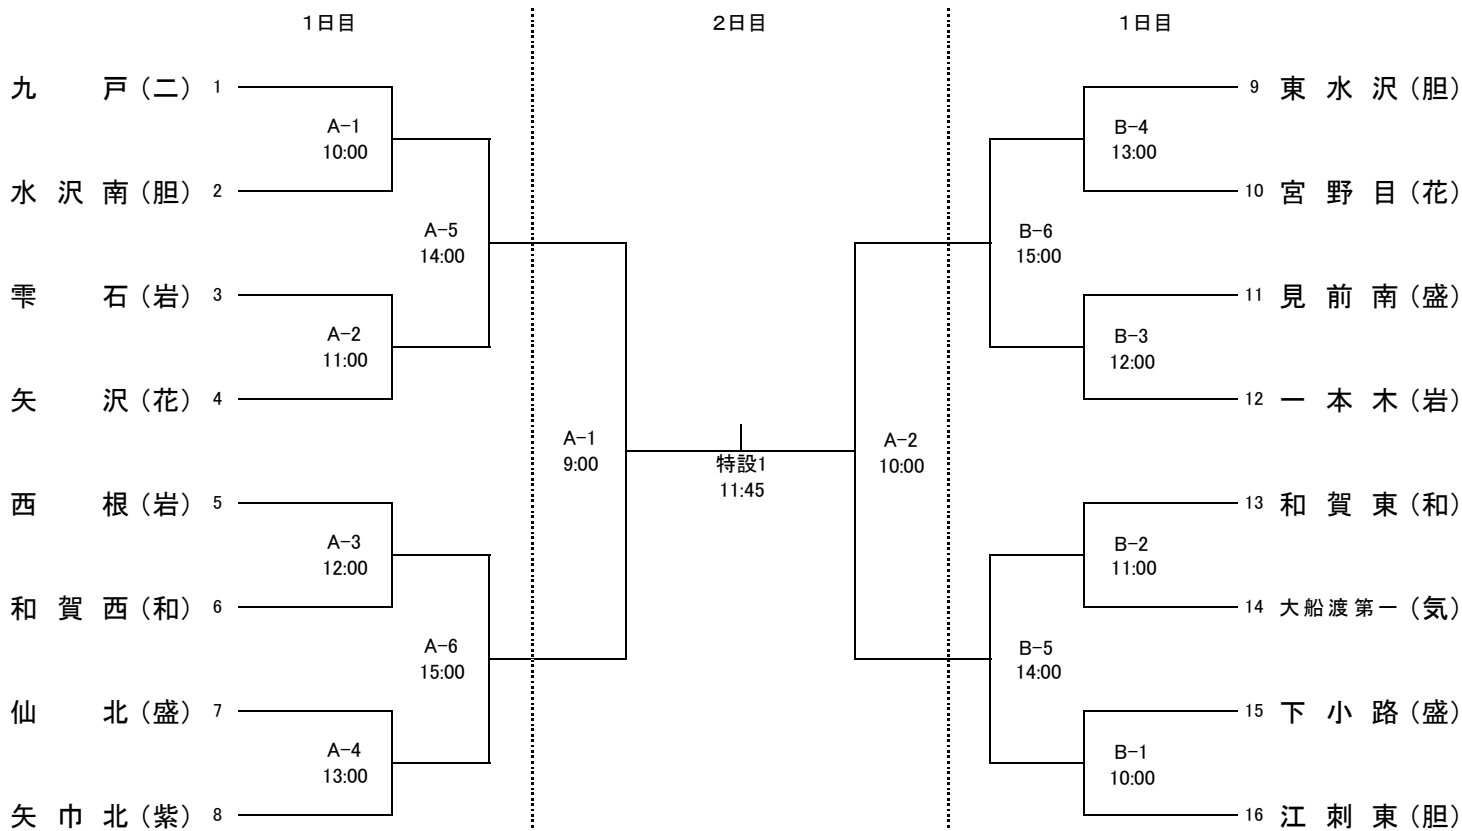 1日目
2日目
1日目
九戸（二） 1
A-1
10:00
水沢南（胆） 2
A-5
14:00
雫石（岩） 3
A-2
11:00
矢沢（花） 4
A-1
9:00
西根（岩） 5
A-3
12:00
和賀西（和） 6
A-6
15:00
仙北（盛） 7
A-4
13:00
矢巾北（紫） 8
特設1
11:45
9 東水沢（胆）
B-4
13:00
10 宮野目（花）
B-6
15:00
11 見前南（盛）
B-3
12:00
12 一本木（岩）
A-2
10:00
13 和賀東（和）
B-2
11:00
14 大船渡第一（気）
B-5
14:00
15 下小路（盛）
B-1
10:00
16 江刺東（胆）